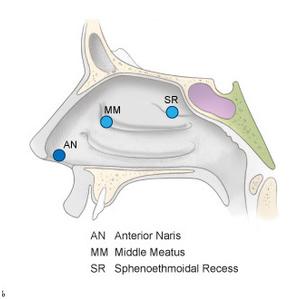 SR
MM
AN
AN Anterior Naris
MM Middle Meatus
SR Sphenoethmoidal Recess
b